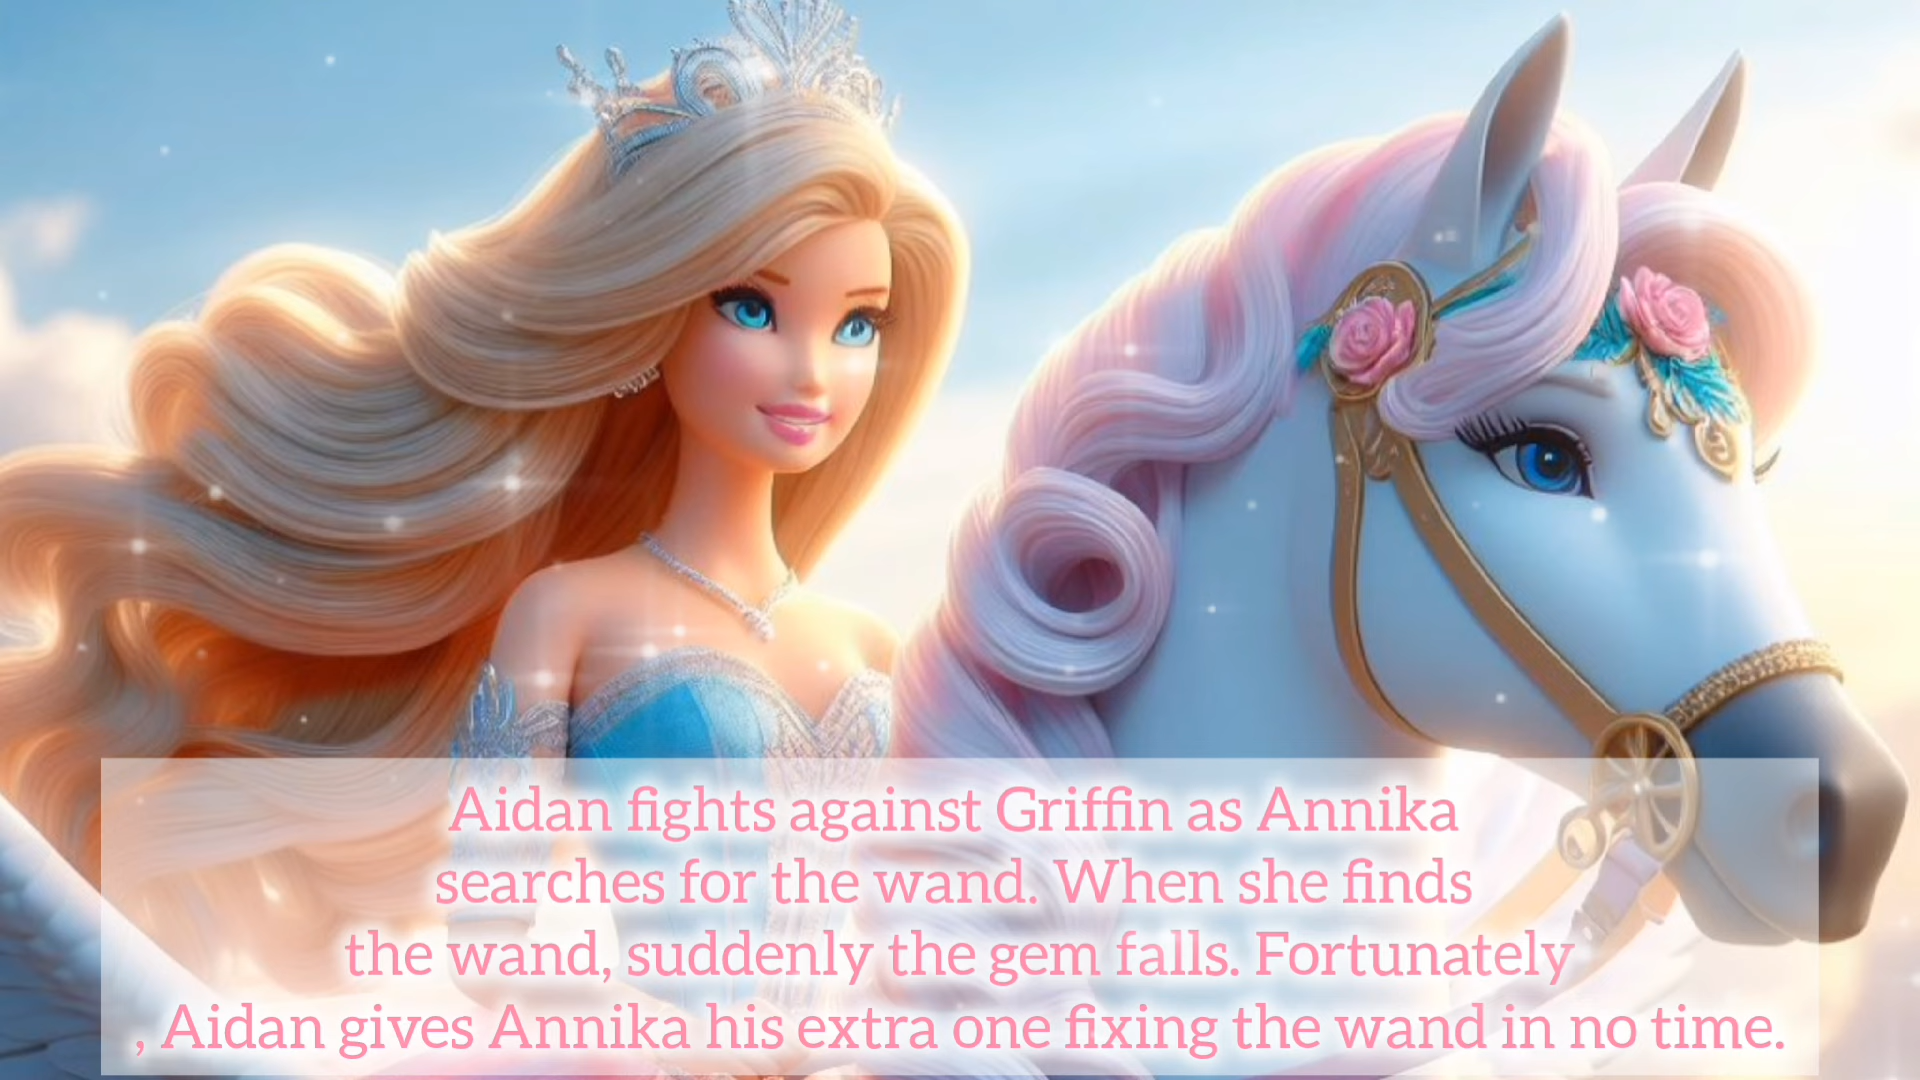 Aidan fights against Griffin as Annika
searches for the wand. When she finds
the wand, suddenly the gem falls. Fortunately
, Aidan gives Annika his extra one fixing the wand in no time.